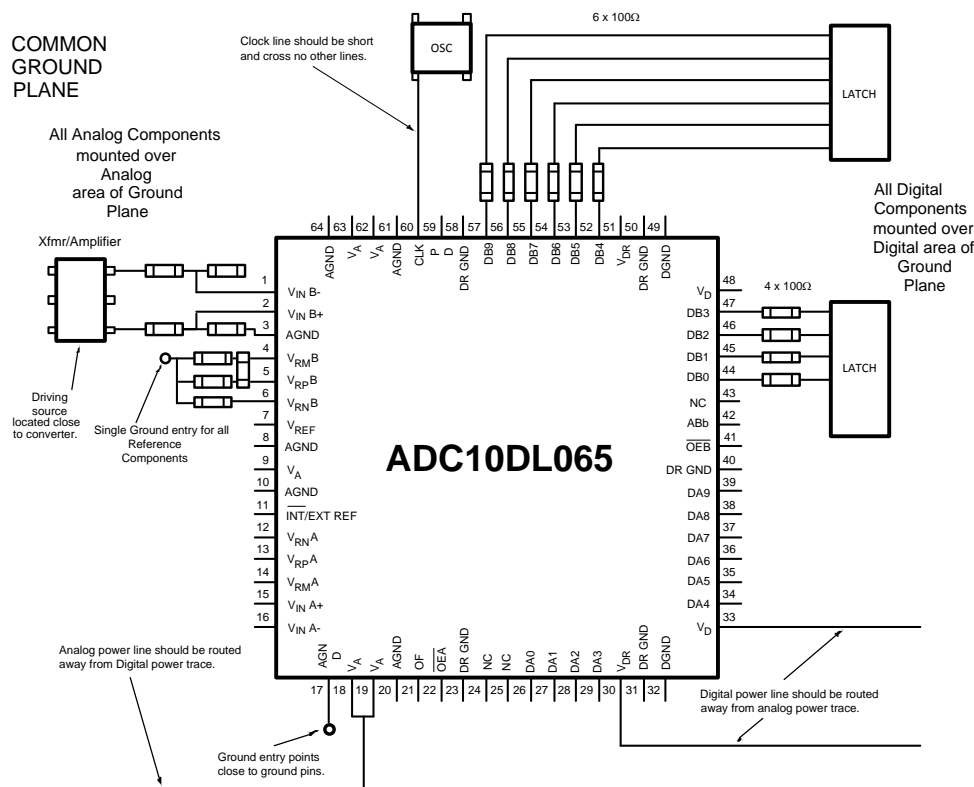 COMMON
GROUND
PLANE
Clock line should be short
and cross no other lines.
OSC
6 x 100Ω
LATCH
All Analog Components
mounted over
Analog
area of Ground
Plane
All Digital
Components
mounted over
Digital area of
Ground
Plane
Xfmr/Amplifier
Driving
source
located close
to converter.
Single Ground entry for all
Reference
Components
64 63 62 61 60 59 58 57 56 55 54 53 52 51 50 49
AGND VA VA AGND CLK P D DR GND DB9 DB8 DB7 DB6 DB5 DB4 VDR DR GND DGND
1 VIN B-
2 VIN B+
3 AGND
4 VRM B
5 VRP B
6 VRN B
7 VREF
8 AGND
9 VA
10 AGND
11 INT/EXT REF
12 VRN A
13 VRP A
14 VRM A
15 VIN A+
16 VIN A-
ADC10DL065
48 VD
47 DB3
46 DB2
45 DB1
44 DB0
43 NC
42 ABb
41 OEB
40 DR GND
39 DA9
38 DA8
37 DA7
36 DA6
35 DA5
34 DA4
33 VD
4 x 100Ω
LATCH
AGN D VA VA AGND OF OEA DR GND NC NC DA0 DA1 DA2 DA3 VDR DR GND DGND
17 18 19 20 21 22 23 24 25 26 27 28 29 30 31 32
Analog power line should be routed
away from Digital power trace.
Ground entry points
close to ground pins.
Digital power line should be routed
away from analog power trace.